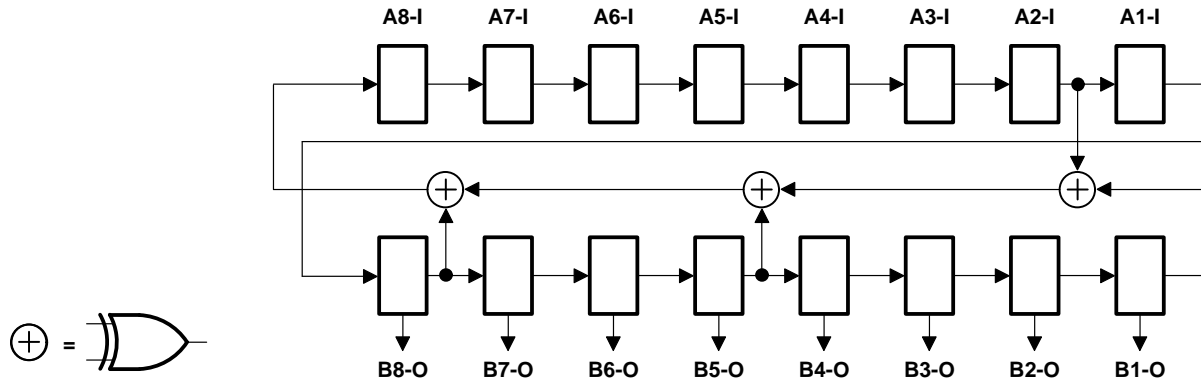 A8-I A7-I A6-I A5-I A4-I A3-I A2-I A1-I
=
B8-O B7-O B6-O B5-O B4-O B3-O B2-O B1-O